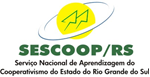 SESCOOP/RS
Serviço Nacional de Aprendizagem do
Cooperativismo do Estado do Rio Grande do Sul